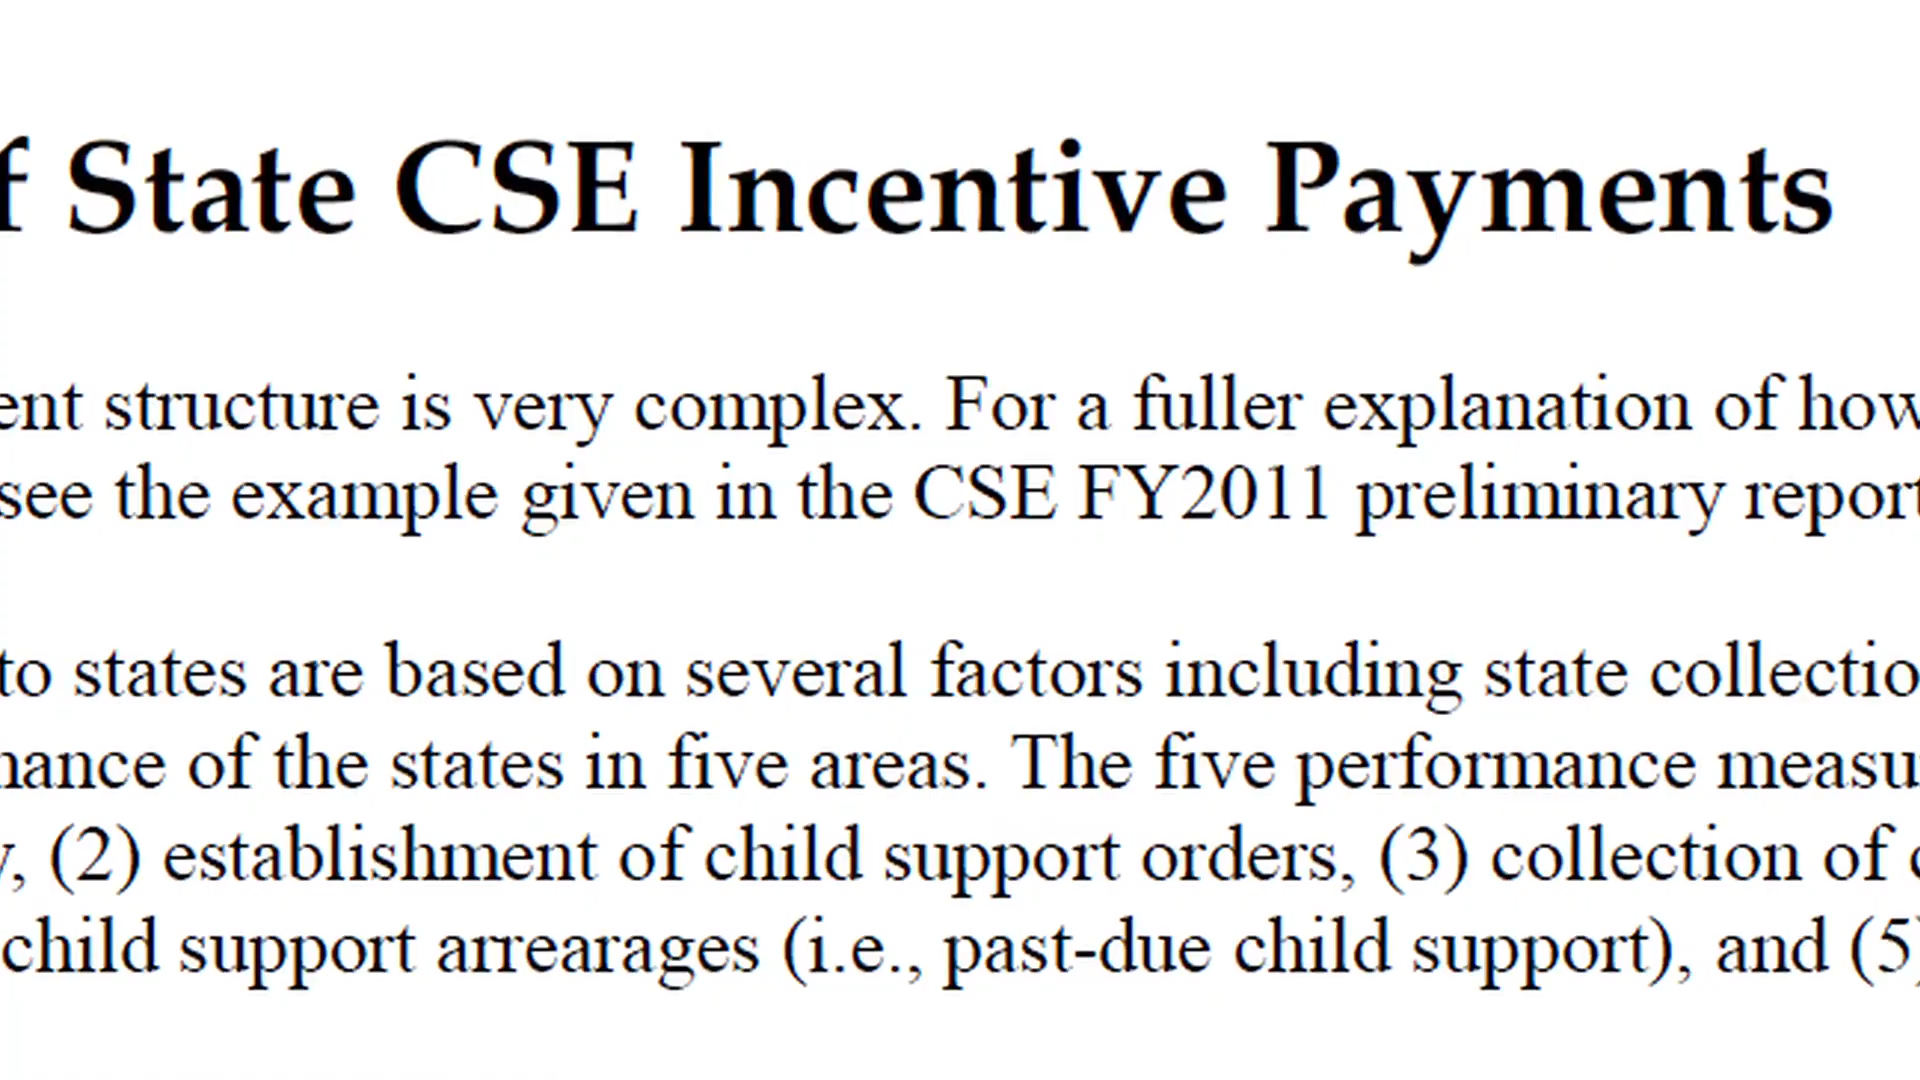 f State CSE Incentive Payments
ent structure is very complex. For a fuller explanation of how
see the example given in the CSE FY2011 preliminary report
to states are based on several factors including state collectio
nance of the states in five areas. The five performance measu
y, (2) establishment of child support orders, (3) collection of c
child support arrearages (i.e., past-due child support), and (5)